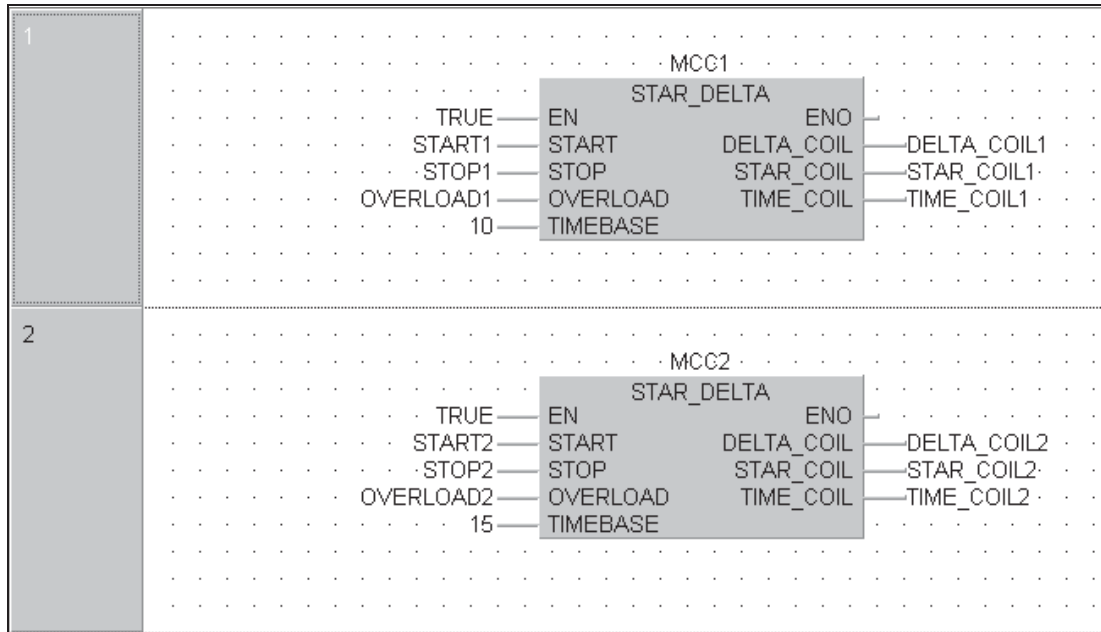 1
MCC1
STAR_DELTA
TRUE EN ENO
START1 START DELTA_COIL DELTA_COIL1
STOP1 STOP STAR_COIL STAR_COIL1
OVERLOAD1 OVERLOAD TIME_COIL TIME_COIL1
10 TIMEBASE
2
MCC2
STAR_DELTA
TRUE EN ENO
START2 START DELTA_COIL DELTA_COIL2
STOP2 STOP STAR_COIL STAR_COIL2
OVERLOAD2 OVERLOAD TIME_COIL TIME_COIL2
15 TIMEBASE